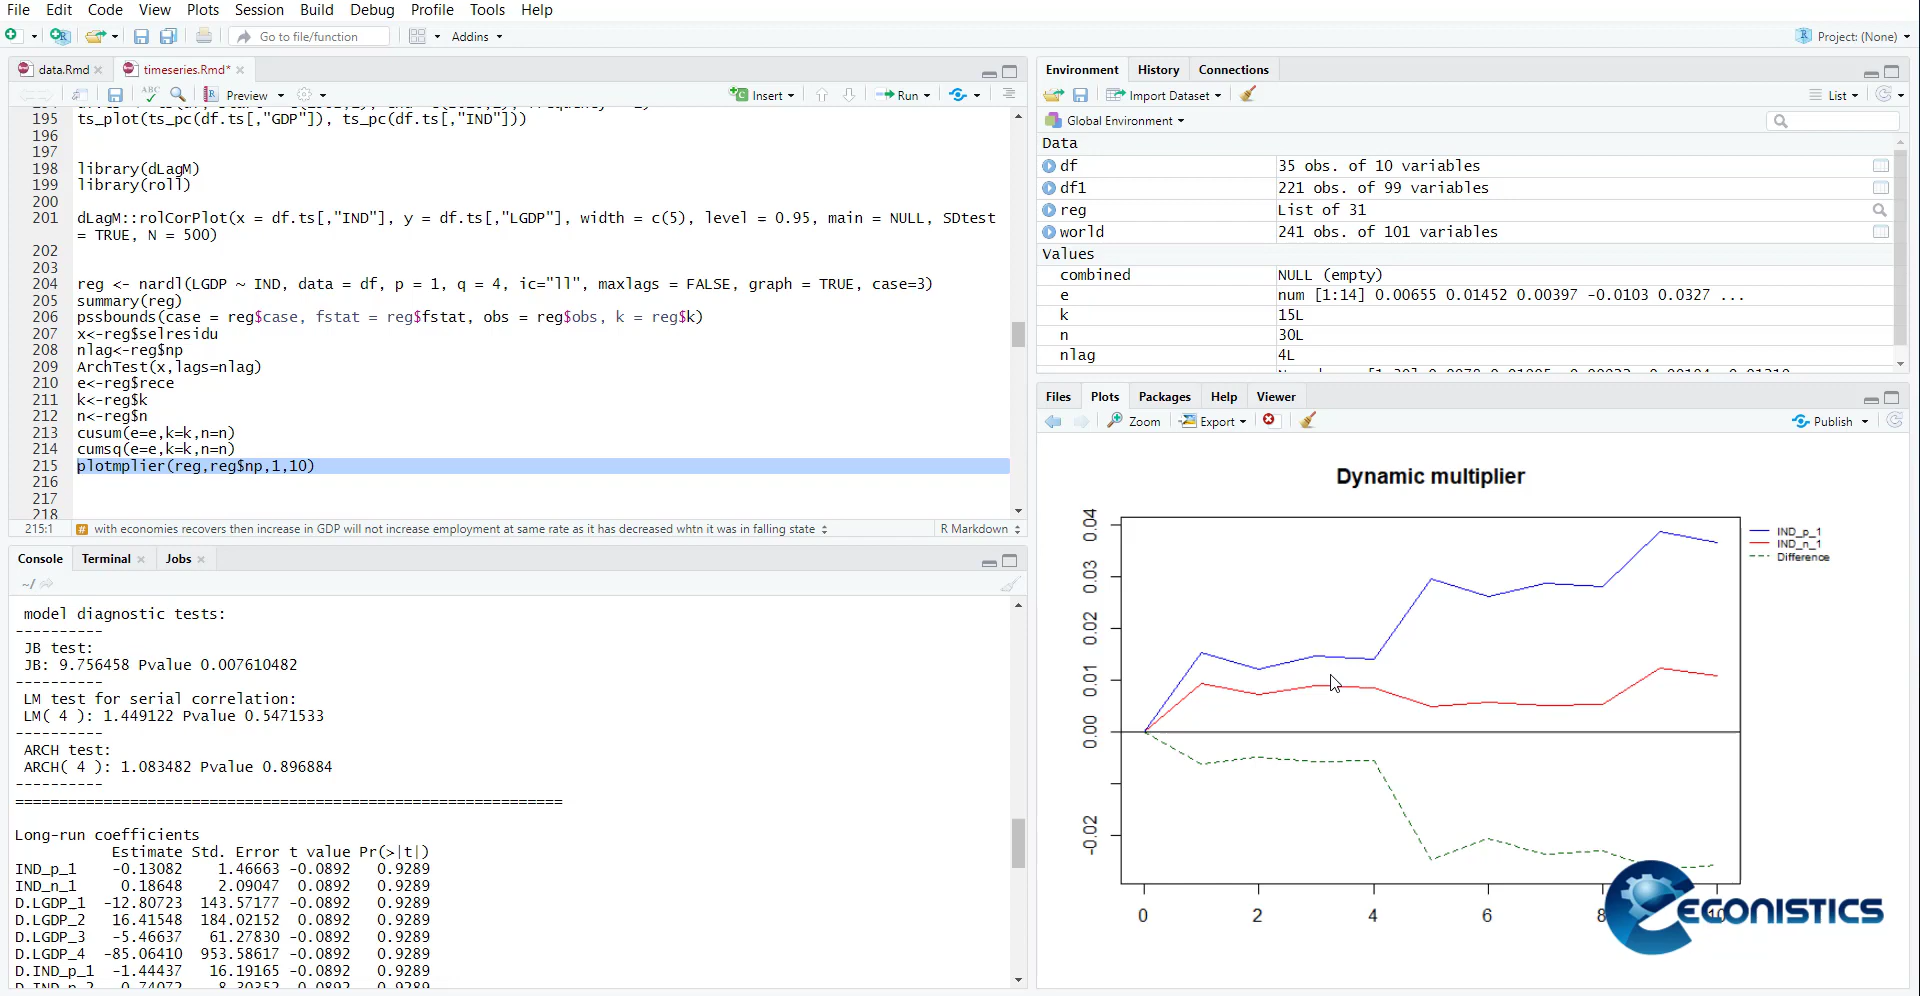 File Edit Code View Plots Session Build Debug Profile Tools Help
Go to file/function Addins Project: (None)
data.Rmd timeseries.Rmd*
ABC Preview Insert Run
195 ts_plot(ts_pc(df.ts[,"GDP"]), ts_pc(df.ts[,"IND"]))
196
197
198 library(dLagM)
199 library(roll)
200
201 dLagM::rolCorPlot(x = df.ts[,"IND"], y = df.ts[,"LGDP"], width = c(5), level = 0.95, main = NULL, SDtest
= TRUE, N = 500)
202
203
204 reg <- nardl(LGDP ~ IND, data = df, p = 1, q = 4, ic="ll", maxlags = FALSE, graph = TRUE, case=3)
205 summary(reg)
206 pssbounds(case = reg$case, fstat = reg$fstat, obs = reg$obs, k = reg$k)
207 x<-reg$selresidu
208 nlag<-reg$np
209 ArchTest(x,lags=nlag)
210 e<-reg$rece
211 k<-reg$k
212 n<-reg$n
213 cusum(e=e,k=k,n=n)
214 cumsq(e=e,k=k,n=n)
215 plotmplier(reg,reg$np,1,10)
216
217
218
215:1 # with economies recovers then increase in GDP will not increase employment at same rate as it has decreased whtn it was in falling state R Markdown
Console Terminal Jobs
~/
model diagnostic tests:
----------
JB test:
JB: 9.756458 Pvalue 0.007610482
----------
LM test for serial correlation:
LM( 4 ): 1.449122 Pvalue 0.5471533
----------
ARCH test:
ARCH( 4 ): 1.083482 Pvalue 0.896884
----------
==============================================================
Long-run coefficients
Estimate Std. Error t value Pr(>|t|)
IND_p_1 -0.13082 1.46663 -0.0892 0.9289
IND_n_1 0.18648 2.09047 0.0892 0.9289
D.LGDP_1 -12.80723 143.57177 -0.0892 0.9289
D.LGDP_2 16.41548 184.02152 0.0892 0.9289
D.LGDP_3 -5.46637 61.27830 -0.0892 0.9289
D.LGDP_4 -85.06410 953.58617 -0.0892 0.9289
D.IND_p_1 -1.44437 16.19165 -0.0892 0.9289
Environment History Connections
Import Dataset List
Global Environment
Data
df 35 obs. of 10 variables
df1 221 obs. of 99 variables
reg List of 31
world 241 obs. of 101 variables
Values
combined NULL (empty)
e num [1:14] 0.00655 0.01452 0.00397 -0.0103 0.0327 ...
k 15L
n 30L
nlag 4L
Files Plots Packages Help Viewer
Zoom Export Publish
Dynamic multiplier
0.04
0.03
0.02
0.01
0.00
-0.02
0 2 4 6 8 10
IND_p_1
IND_n_1
Difference
ECONISTICS